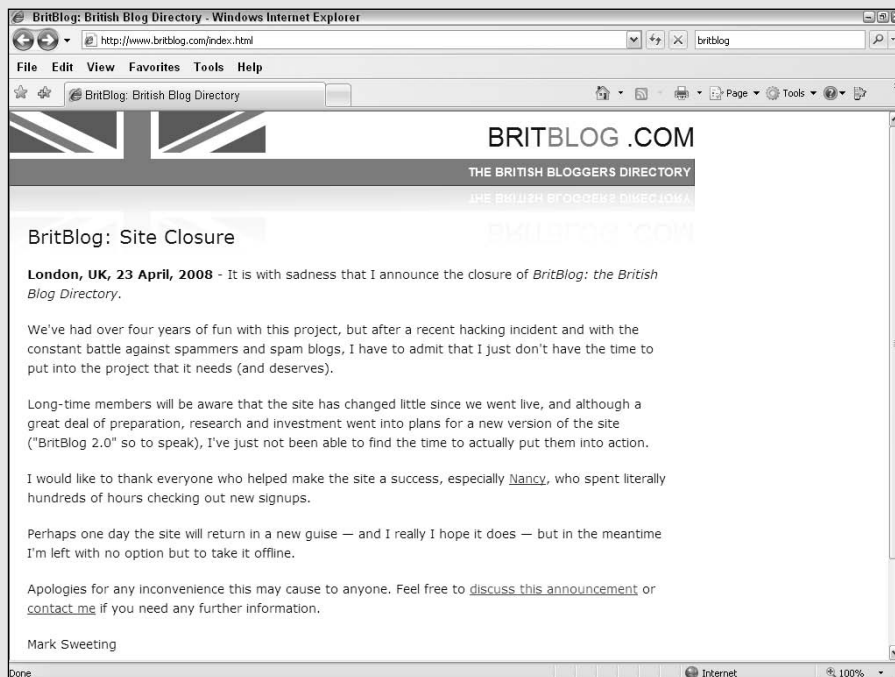 BritBlog: British Blog Directory - Windows Internet Explorer
http://www.britblog.com/index.html
britblog
File Edit View Favorites Tools Help
BritBlog: British Blog Directory
Page Tools
BRITBLOG .COM
THE BRITISH BLOGGERS DIRECTORY
BritBlog: Site Closure
London, UK, 23 April, 2008 - It is with sadness that I announce the closure of BritBlog: the British
Blog Directory.
We've had over four years of fun with this project, but after a recent hacking incident and with the
constant battle against spammers and spam blogs, I have to admit that I just don't have the time to
put into the project that it needs (and deserves).
Long-time members will be aware that the site has changed little since we went live, and although a
great deal of preparation, research and investment went into plans for a new version of the site
("BritBlog 2.0" so to speak), I've just not been able to find the time to actually put them into action.
I would like to thank everyone who helped make the site a success, especially Nancy, who spent literally
hundreds of hours checking out new signups.
Perhaps one day the site will return in a new guise — and I really I hope it does — but in the meantime
I'm left with no option but to take it offline.
Apologies for any inconvenience this may cause to anyone. Feel free to discuss this announcement or
contact me if you need any further information.
Mark Sweeting
Done Internet 100%